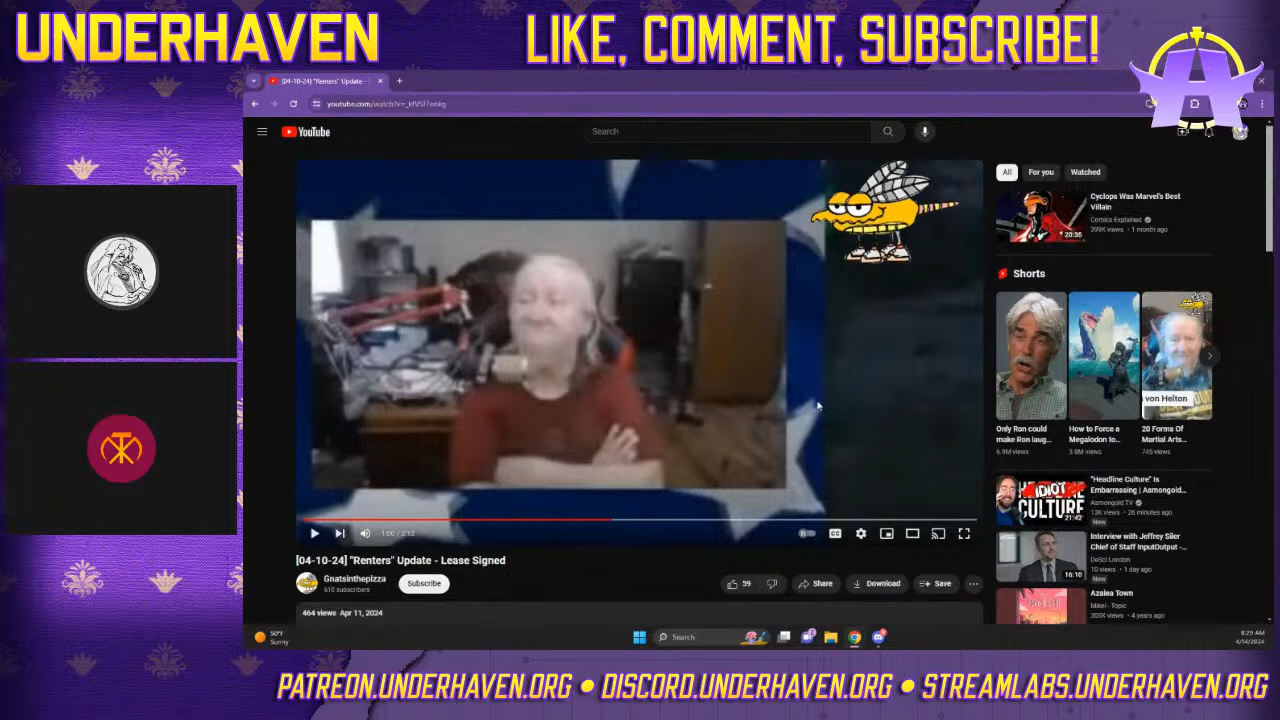 UNDERHAVEN
LIKE, COMMENT, SUBSCRIBE!
[04-10-24] "Renters" Update -
YouTube
Search
All
For you
Watched
Cyclops Was Marvel's Best
Villain
Comics Explained
399K views • 1 month ago
20:35
Shorts
von Helton
Only Ron could
make Ron laug...
6.9M views
How to Force a
Megalodon to...
3.8M views
20 Forms Of
Martial Arts...
745 views
IDIOT
CULTURE
21:42
"Headline Culture" Is
Embarrassing | Asmongold...
Asmongold TV
13K views • 26 minutes ago
New
16:10
Interview with Jeffrey Siler
Chief of Staff InputOutput -...
DeSci London
10 views • 1 day ago
New
Azalea Town
Mikel - Topic
305K views • 4 years ago
1:00 / 2:12
CC
[04-10-24] "Renters" Update - Lease Signed
Gnatsinthepizza
610 subscribers
Subscribe
59
Share
Download
Save
464 views Apr 11, 2024
50°F
Sunny
Search
8:29 AM
4/14/2024
PATREON.UNDERHAVEN.ORG • DISCORD.UNDERHAVEN.ORG • STREAMLABS.UNDERHAVEN.ORG